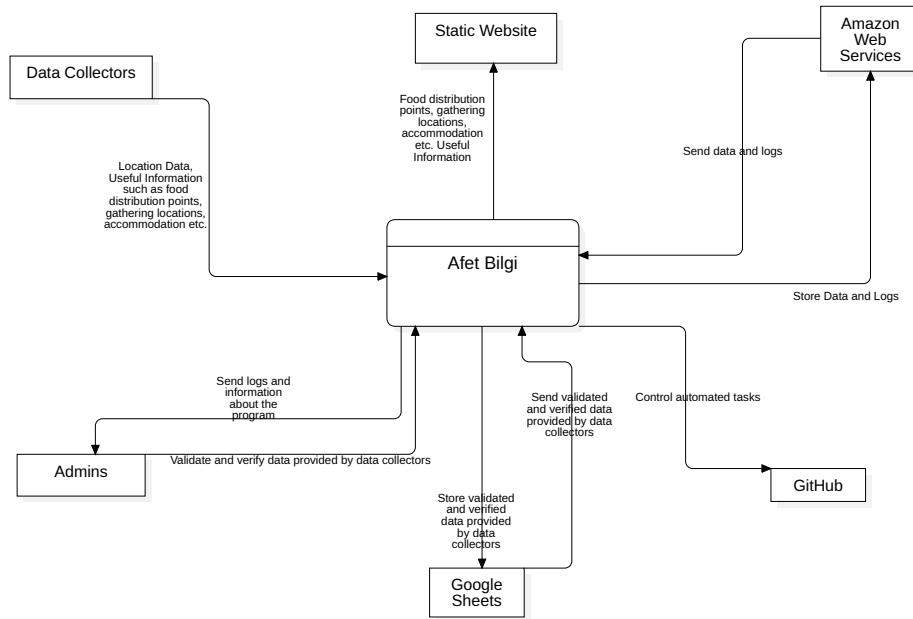 Static Website
Amazon
Web
Services
Data Collectors
Food distribution
points, gathering
locations,
accommodation
etc. Useful
Information
Send data and logs
Location Data,
Useful Information
such as food
distribution points,
gathering locations,
accommodation etc.
Afet Bilgi
Store Data and Logs
Send logs and
information
about the
program
Send validated
and verified data
provided by data
collectors
Control automated tasks
Validate and verify data provided by data collectors
Admins
GitHub
Store validated
and verified
data provided
by data
collectors
Google
Sheets